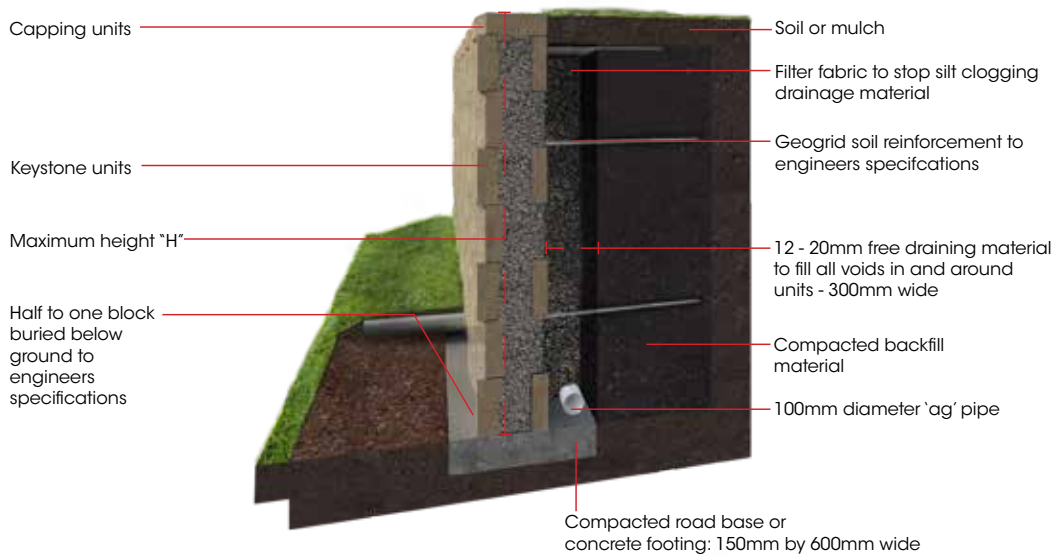 Capping units
Keystone units
Maximum height "H"
Half to one block
buried below
ground to
engineers
specifications
Soil or mulch
Filter fabric to stop silt clogging
drainage material
Geogrid soil reinforcement to
engineers specifcations
12 - 20mm free draining material
to fill all voids in and around
units - 300mm wide
Compacted backfill
material
100mm diameter 'ag' pipe
Compacted road base or
concrete footing: 150mm by 600mm wide